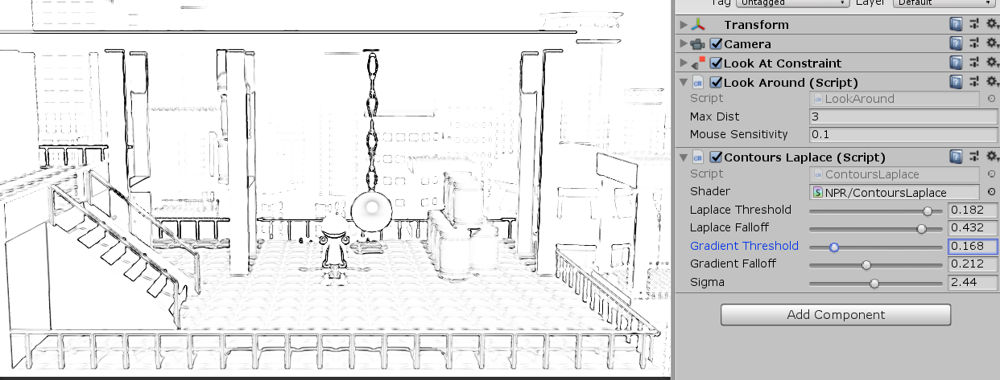 Tag Untagged Layer Default
Transform
Camera
Look At Constraint
Look Around (Script)
Script LookAround
Max Dist 3
Mouse Sensitivity 0.1
Contours Laplace (Script)
Script ContoursLaplace
Shader NPR/ContoursLaplace
Laplace Threshold 0.182
Laplace Falloff 0.432
Gradient Threshold 0.168
Gradient Falloff 0.212
Sigma 2.44
Add Component